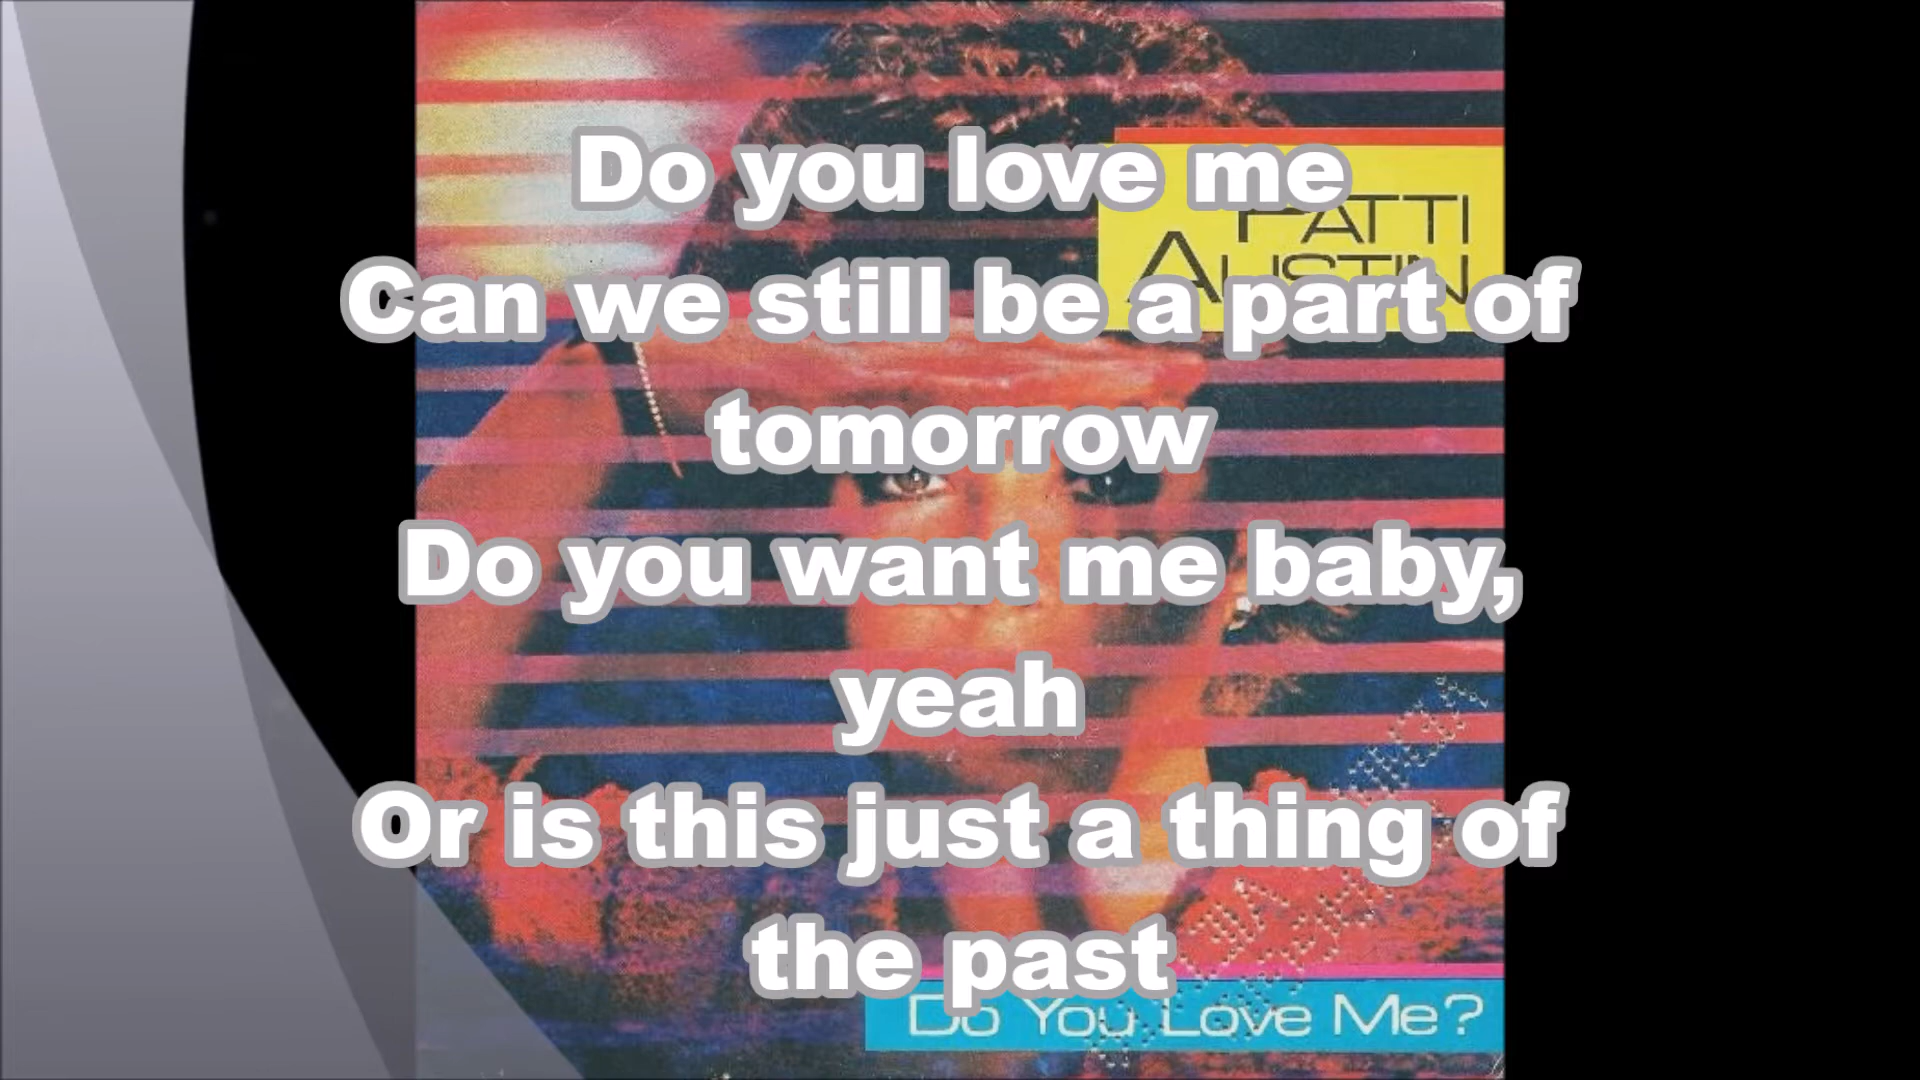 Do you love me
PATTI
AUSTIN
Can we still be a part of
tomorrow
Do you want me baby,
yeah
Or is this just a thing of
the past
Do You Love Me?